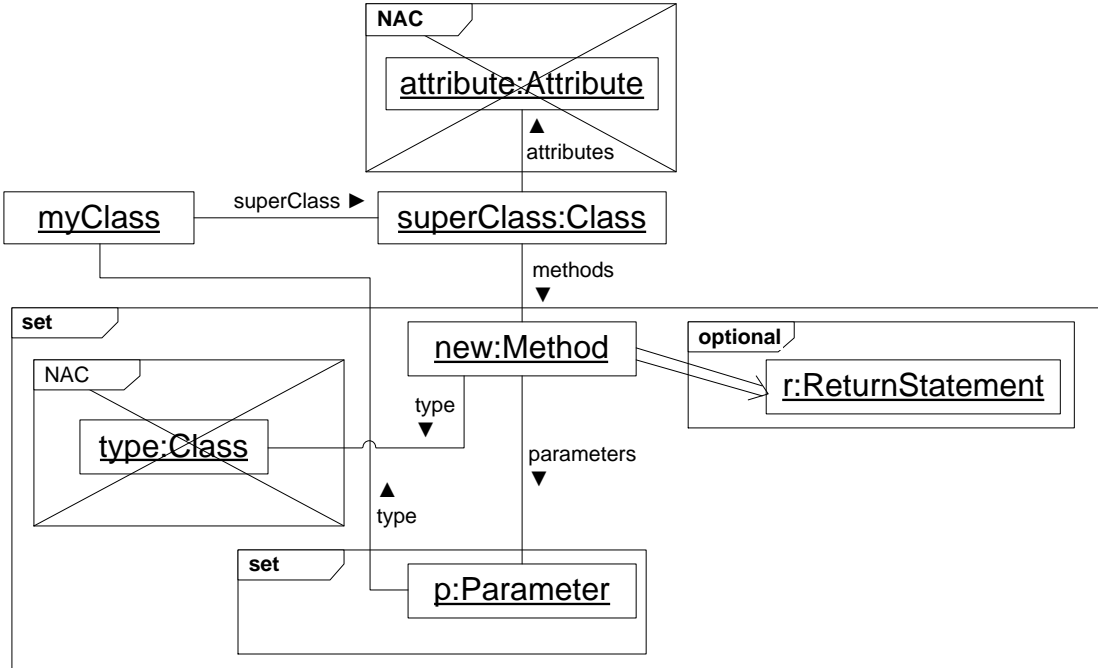 NAC
attribute:Attribute
▲
attributes
myClass
superClass ►
superClass:Class
methods
▼
set
new:Method
optional
r:ReturnStatement
NAC
type
▼
type:Class
parameters
▼
▲
type
set
p:Parameter